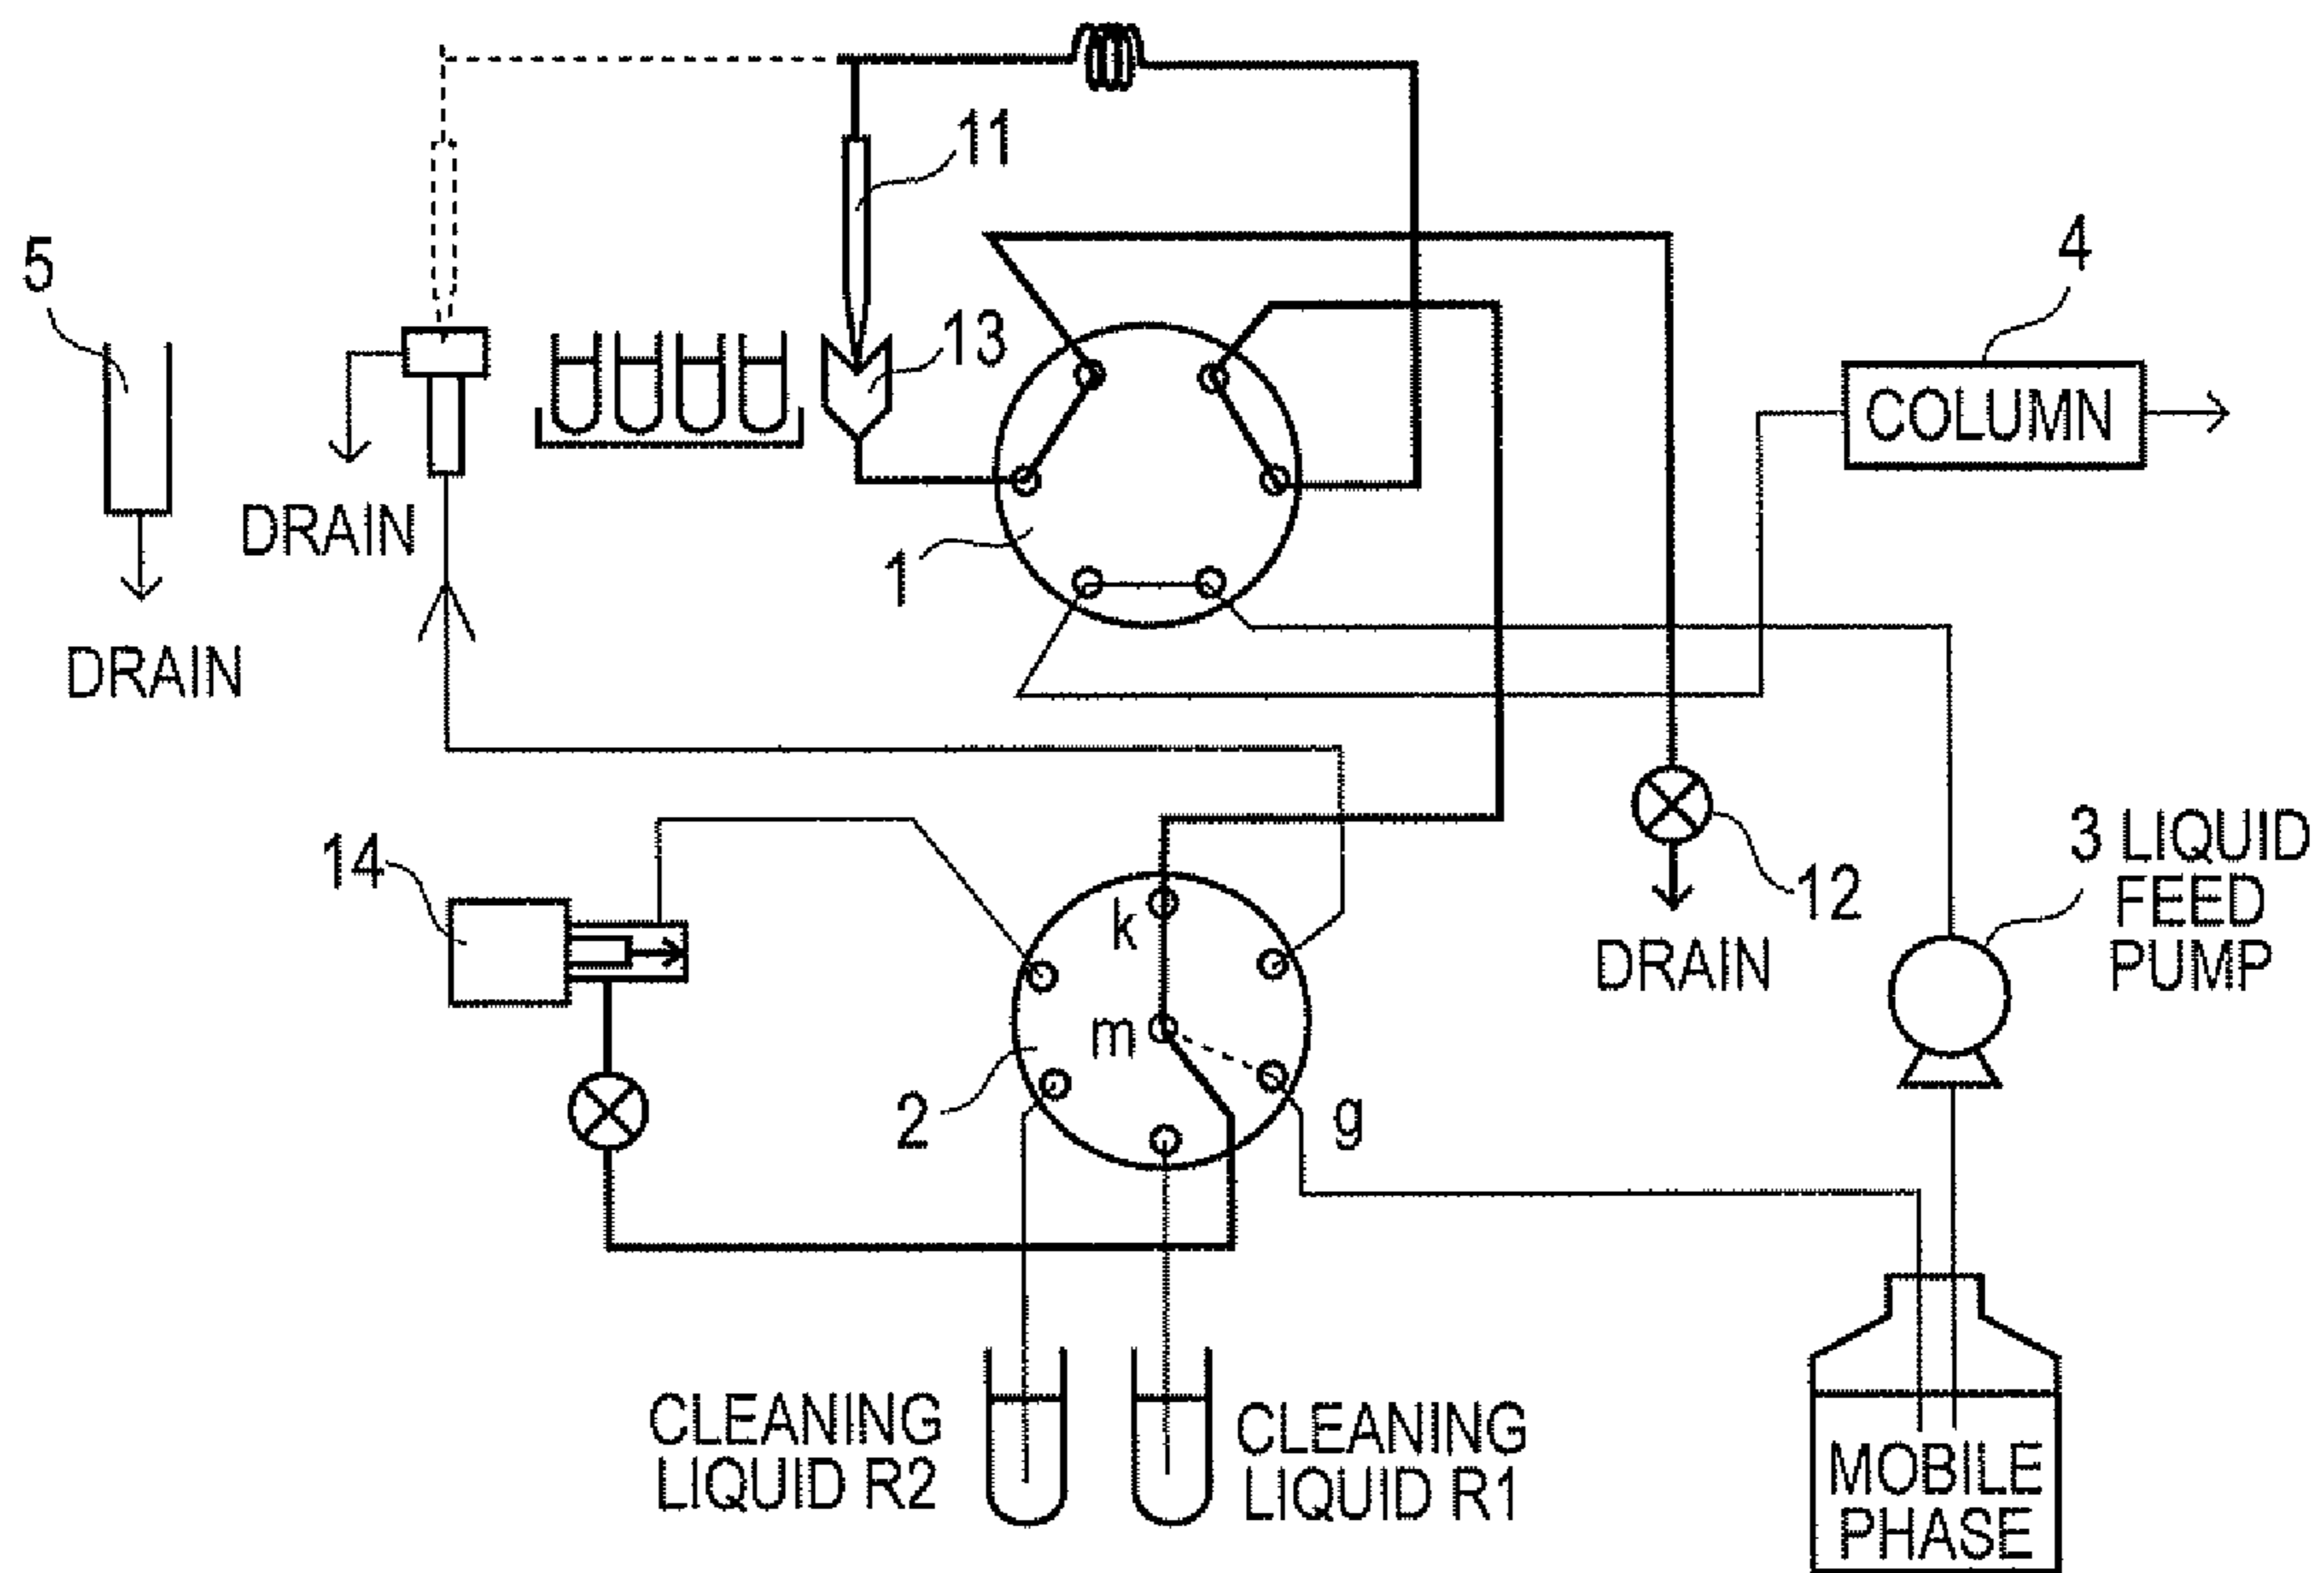 11
5
4
13
COLUMN
DRAIN
1
DRAIN
14
3 LIQUID
FEED
PUMP
12
k
DRAIN
m
2
g
CLEANING
LIQUID R2
CLEANING
LIQUID R1
MOBILE
PHASE